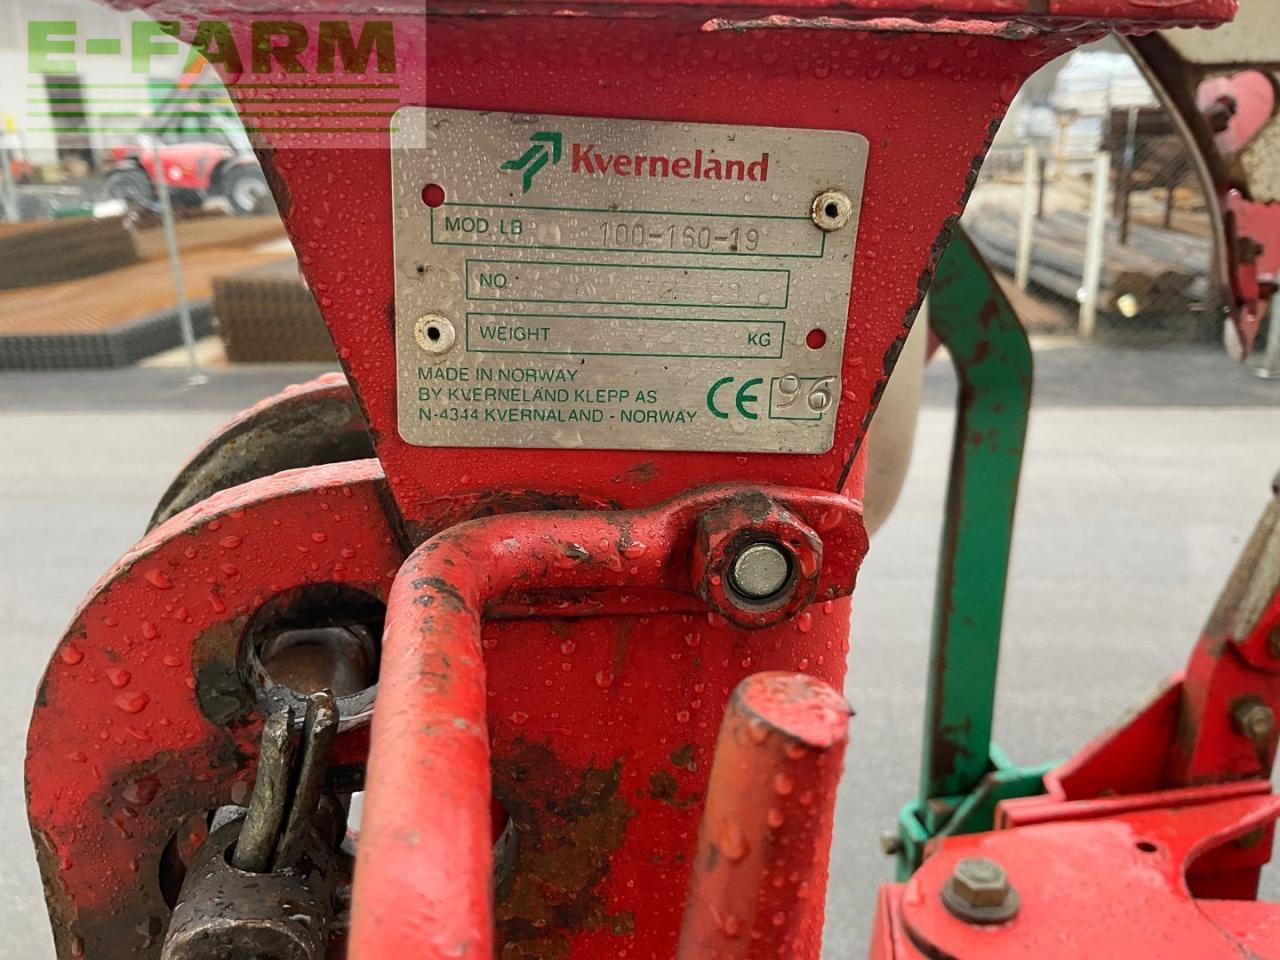 E-FARM
Kverneland
MOD. LB 100-160-19
NO.
WEIGHT KG
MADE IN NORWAY
BY KVERNELAND KLEPP AS
N-4344 KVERNALAND - NORWAY
CE 96